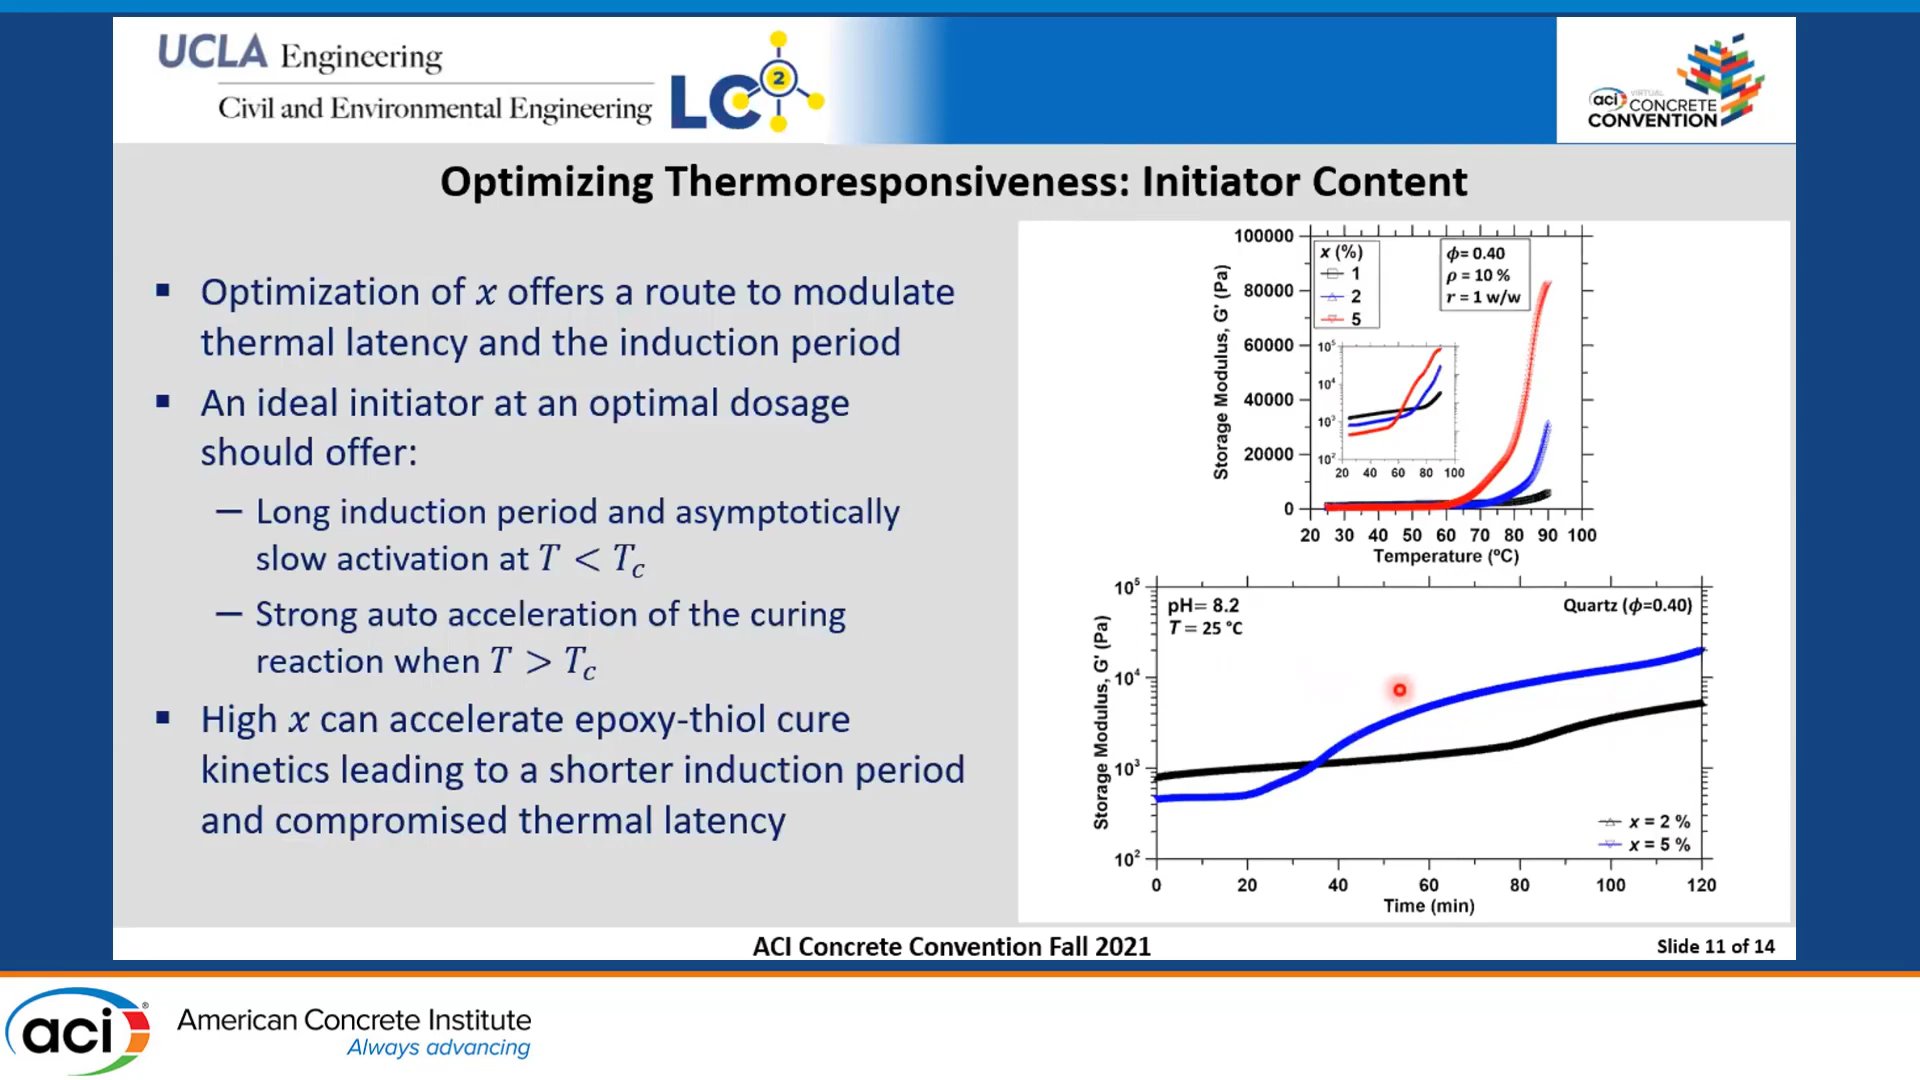 UCLA Engineering
Civil and Environmental Engineering
LC2
aci VIRTUAL
CONCRETE
CONVENTION
Optimizing Thermoresponsiveness: Initiator Content
▪ Optimization of x offers a route to modulate
thermal latency and the induction period
▪ An ideal initiator at an optimal dosage
should offer:
— Long induction period and asymptotically
slow activation at T < Tc
— Strong auto acceleration of the curing
reaction when T > Tc
▪ High x can accelerate epoxy-thiol cure
kinetics leading to a shorter induction period
and compromised thermal latency
Storage Modulus, G' (Pa)
100000
80000
60000
40000
20000
0
x (%)
1
2
5
ϕ= 0.40
ρ = 10 %
r = 1 w/w
10⁵
10⁴
10³
10²
20 40 60 80 100
20 30 40 50 60 70 80 90 100
Temperature (ºC)
Storage Modulus, G' (Pa)
10⁵
10⁴
10³
10²
pH= 8.2
T = 25 °C
Quartz (ϕ=0.40)
x = 2 %
x = 5 %
0 20 40 60 80 100 120
Time (min)
ACI Concrete Convention Fall 2021
Slide 11 of 14
aci®
American Concrete Institute
Always advancing